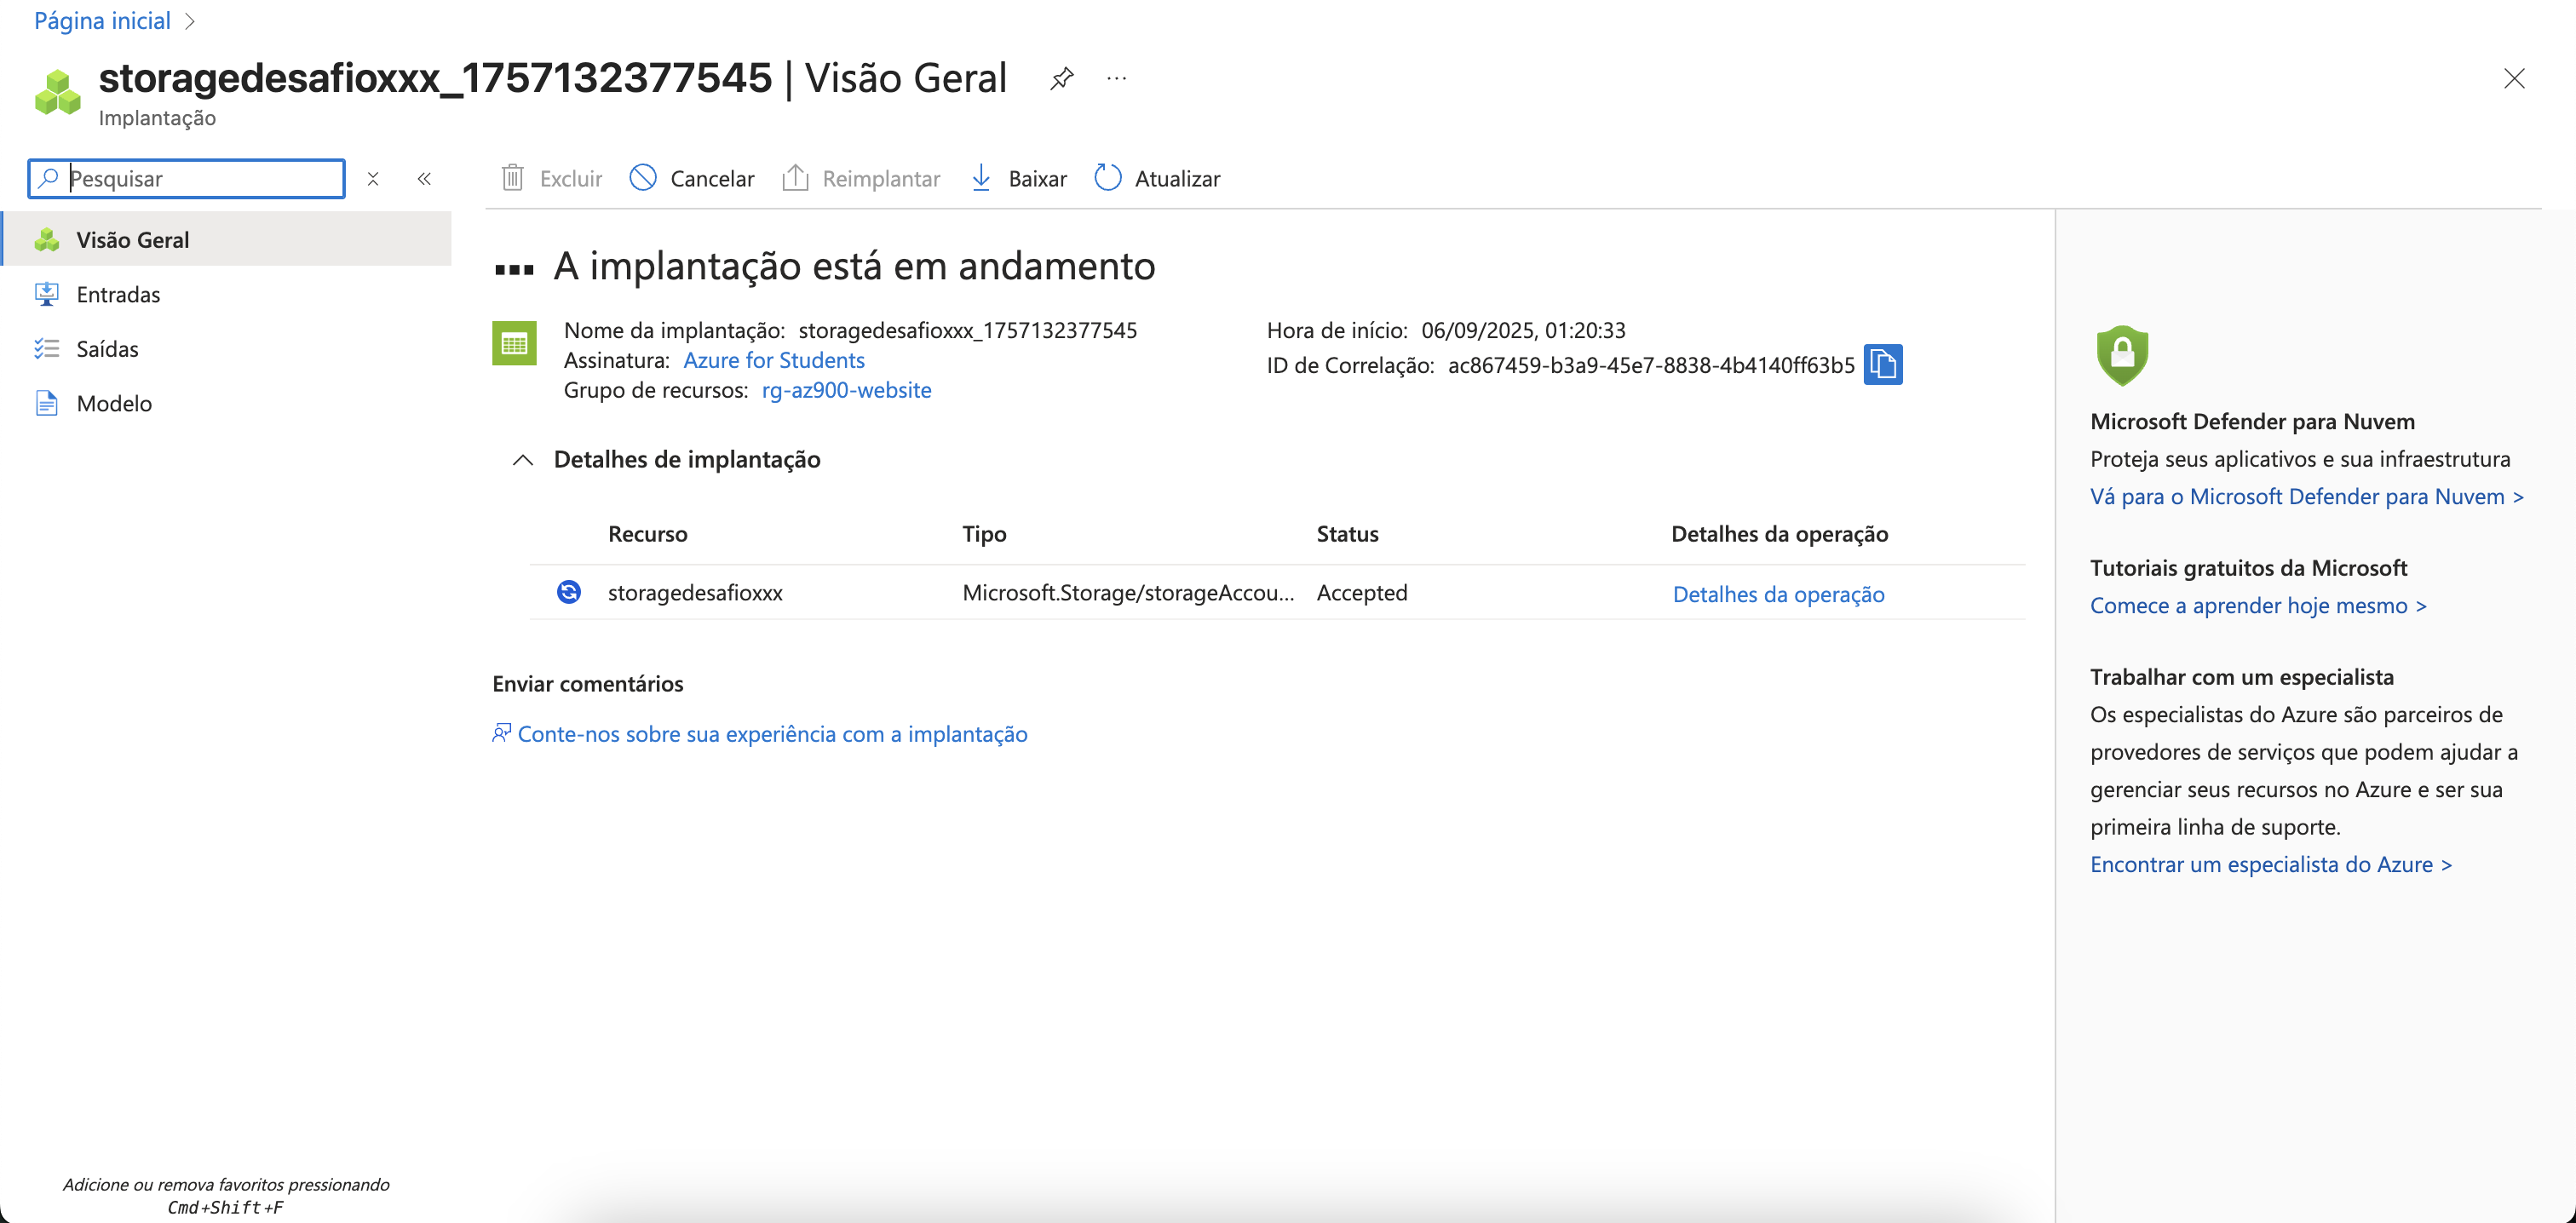 Página inicial
storagedesafioxxx_1757132377545 | Visão Geral
Implantação
Pesquisar
Excluir Cancelar Reimplantar Baixar Atualizar
Visão Geral
Entradas
Saídas
Modelo
A implantação está em andamento
Nome da implantação: storagedesafioxxx_1757132377545
Assinatura: Azure for Students
Grupo de recursos: rg-az900-website
Hora de início: 06/09/2025, 01:20:33
ID de Correlação: ac867459-b3a9-45e7-8838-4b4140ff63b5
Detalhes de implantação
Recurso Tipo Status Detalhes da operação
storagedesafioxxx Microsoft.Storage/storageAccou... Accepted Detalhes da operação
Enviar comentários
Conte-nos sobre sua experiência com a implantação
Microsoft Defender para Nuvem
Proteja seus aplicativos e sua infraestrutura
Vá para o Microsoft Defender para Nuvem >
Tutoriais gratuitos da Microsoft
Comece a aprender hoje mesmo >
Trabalhar com um especialista
Os especialistas do Azure são parceiros de
provedores de serviços que podem ajudar a
gerenciar seus recursos no Azure e ser sua
primeira linha de suporte.
Encontrar um especialista do Azure >
Adicione ou remova favoritos pressionando
Cmd+Shift+F